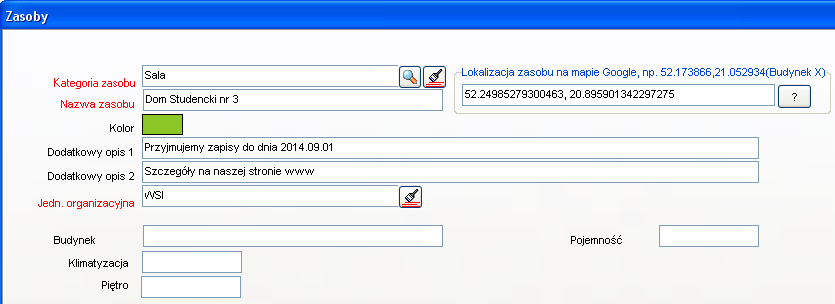 Zasoby
Kategoria zasobu Sala
Lokalizacja zasobu na mapie Google, np. 52.173866,21.052934(Budynek X)
52.24985279300463, 20.895901342297275 ?
Nazwa zasobu Dom Studencki nr 3
Kolor
Dodatkowy opis 1 Przyjmujemy zapisy do dnia 2014.09.01
Dodatkowy opis 2 Szczegóły na naszej stronie www
Jedn. organizacyjna WSI
Budynek Pojemność
Klimatyzacja
Piętro